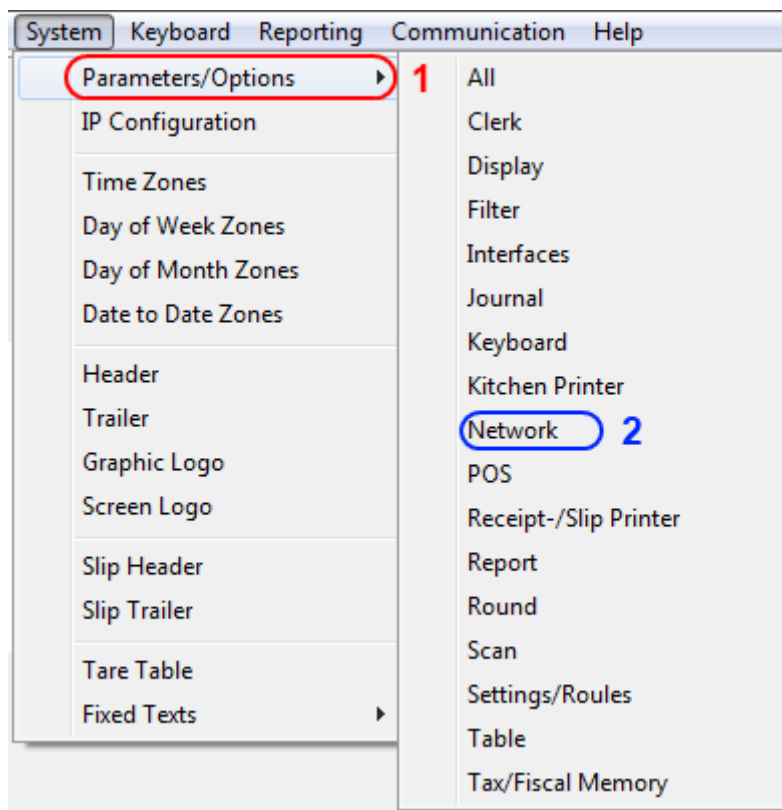 System Keyboard Reporting Communication Help
Parameters/Options 1
IP Configuration
Time Zones
Day of Week Zones
Day of Month Zones
Date to Date Zones
Header
Trailer
Graphic Logo
Screen Logo
Slip Header
Slip Trailer
Tare Table
Fixed Texts
All
Clerk
Display
Filter
Interfaces
Journal
Keyboard
Kitchen Printer
Network 2
POS
Receipt-/Slip Printer
Report
Round
Scan
Settings/Roules
Table
Tax/Fiscal Memory